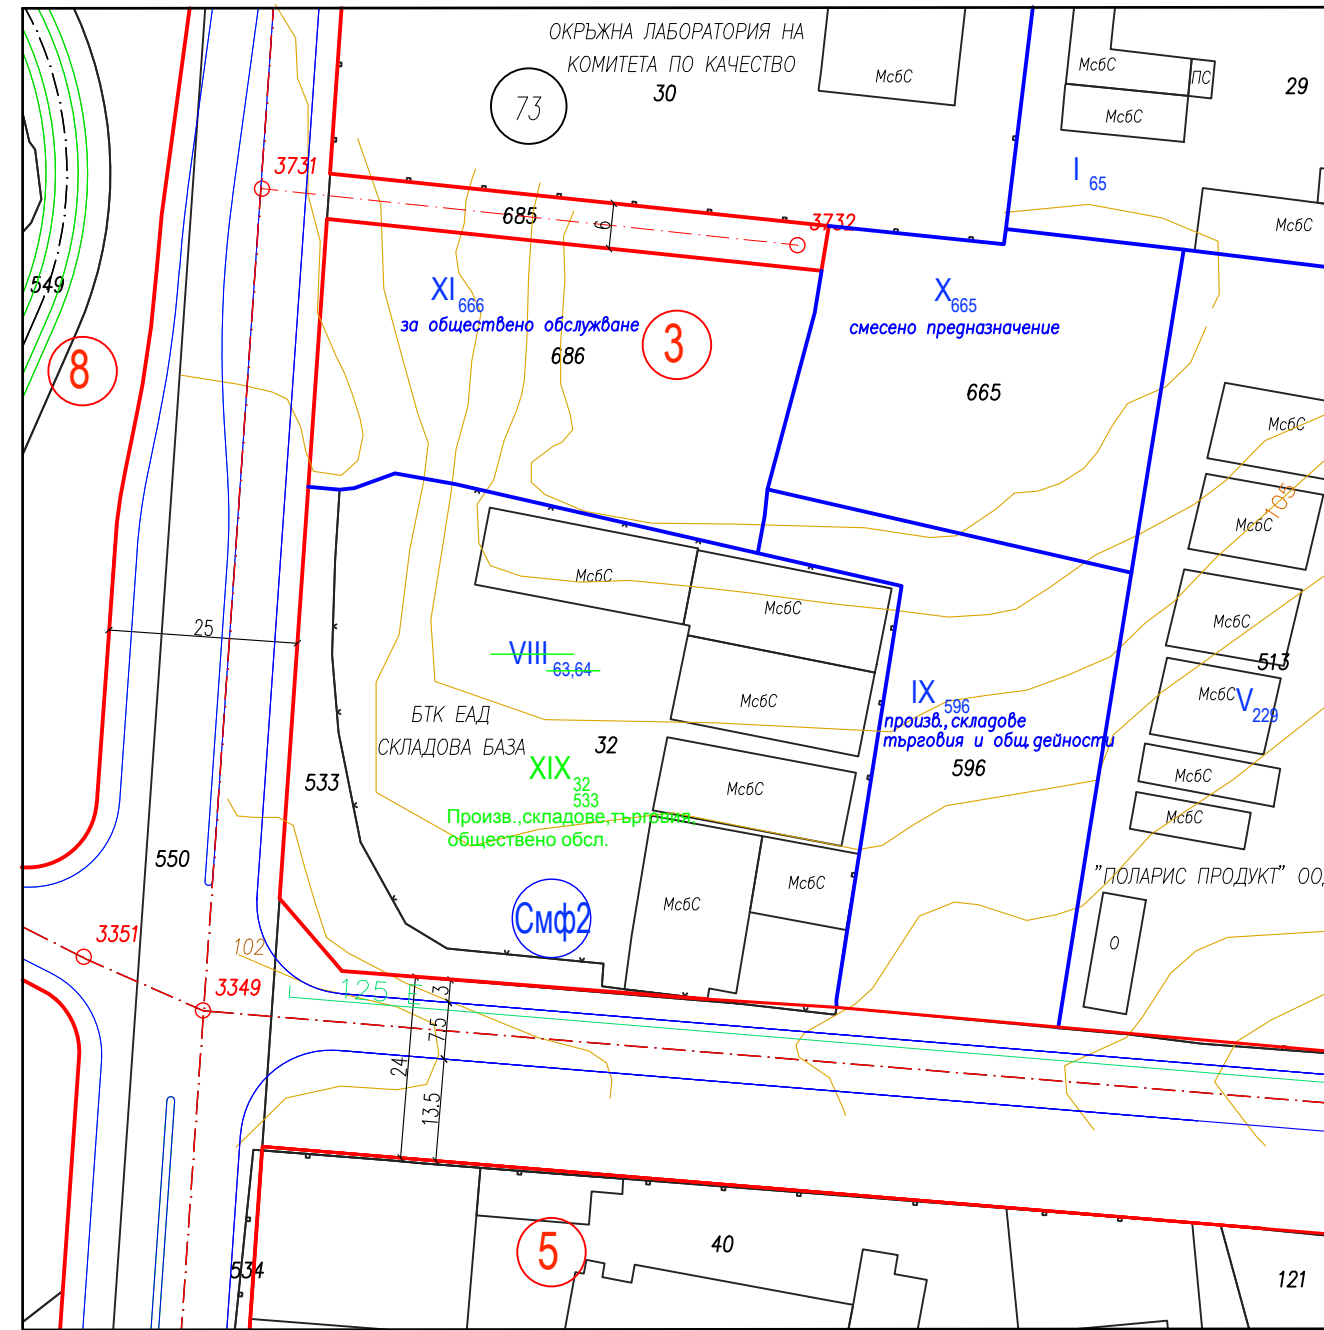 ОКРЪЖНА ЛАБОРАТОРИЯ НА
КОМИТЕТА ПО КАЧЕСТВО
30
73
МсбС
МсбС
ПС
МсбС
29
3731
I 65
685
6
3732
МсбС
549
XI 666
за обществено обслужване
686
3
X 665
смесено предназначение
665
8
МсбС
105
МсбС
МсбС
МсбС
МсбС
25
VIII 63,64
513
МсбС
V 229
МсбС
IX 596
произв.,складове
търговия и общ.дейности
596
БТК ЕАД
СКЛАДОВА БАЗА
32
XIX 32
533
Произв.,складове,търговия,
обществено обсл.
533
МсбС
МсбС
МсбС
550
МсбС
МсбС
"ПОЛАРИС ПРОДУКТ"
Смф2
О
3351
102
3349
125
3
7.5
24
13.5
5
40
534
121